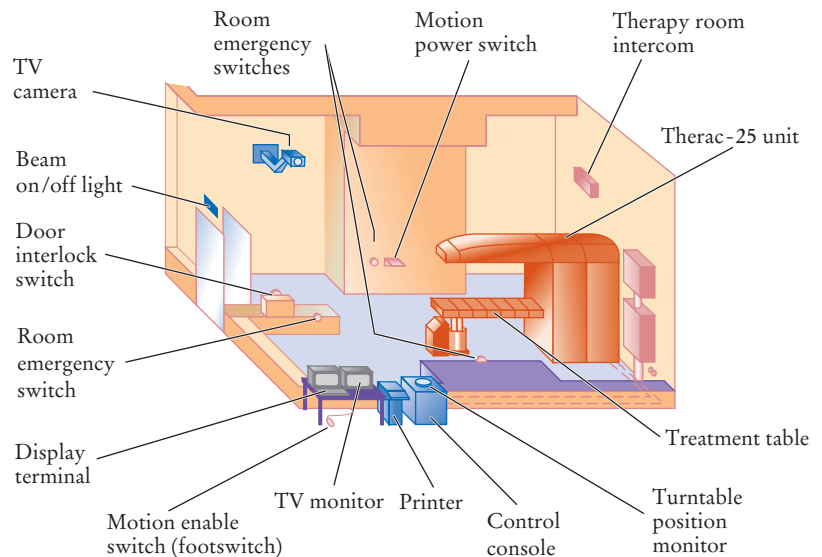 Room
emergency
switches
Motion
power switch
Therapy room
intercom
TV
camera
Therac-25 unit
Beam
on/off light
Door
interlock
switch
Room
emergency
switch
Treatment table
Display
terminal
TV monitor
Printer
Motion enable
switch (footswitch)
Control
console
Turntable
position
monitor